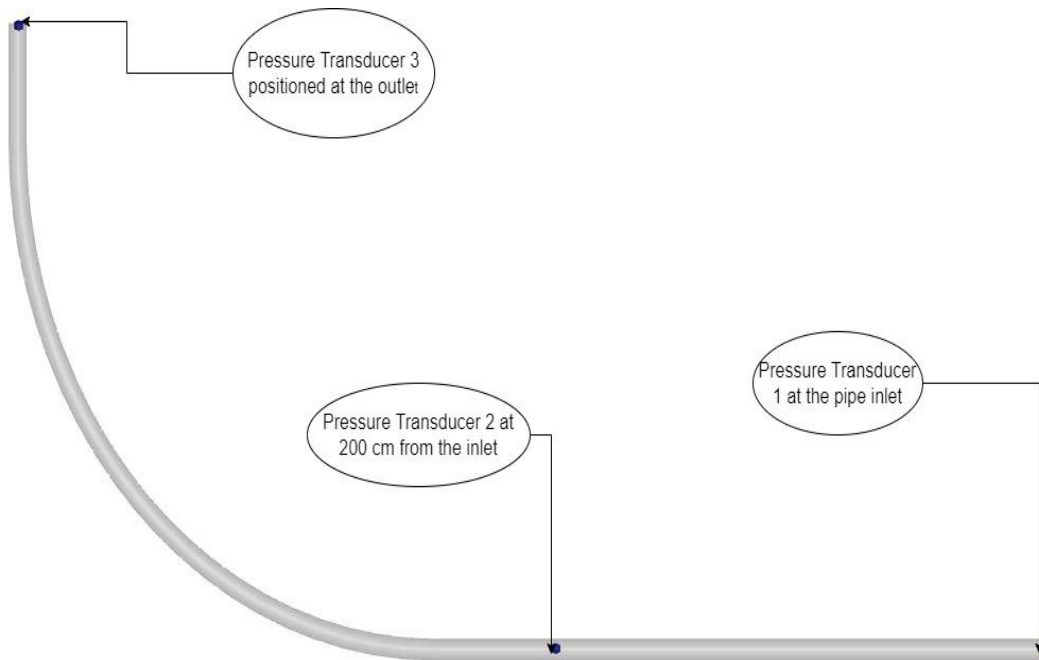 Pressure Transducer 3
positioned at the outlet
Pressure Transducer
1 at the pipe inlet
Pressure Transducer 2 at
200 cm from the inlet